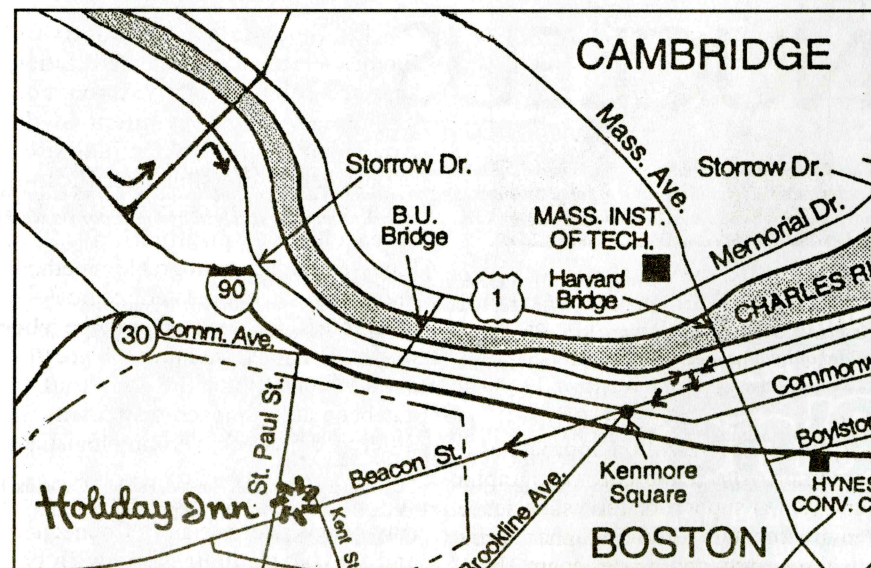 CAMBRIDGE
Mass. Ave.
Storrow Dr.
Storrow Dr.
B.U.
Bridge
MASS. INST.
OF TECH.
Memorial Dr.
Harvard
Bridge
90
1
CHARLES RI
30
Comm. Ave.
St. Paul St.
Commonw
Boylston
Beacon St.
Kenmore
Square
HYNES
CONV. C
Holiday Inn
Kent St.
Brookline Ave.
BOSTON